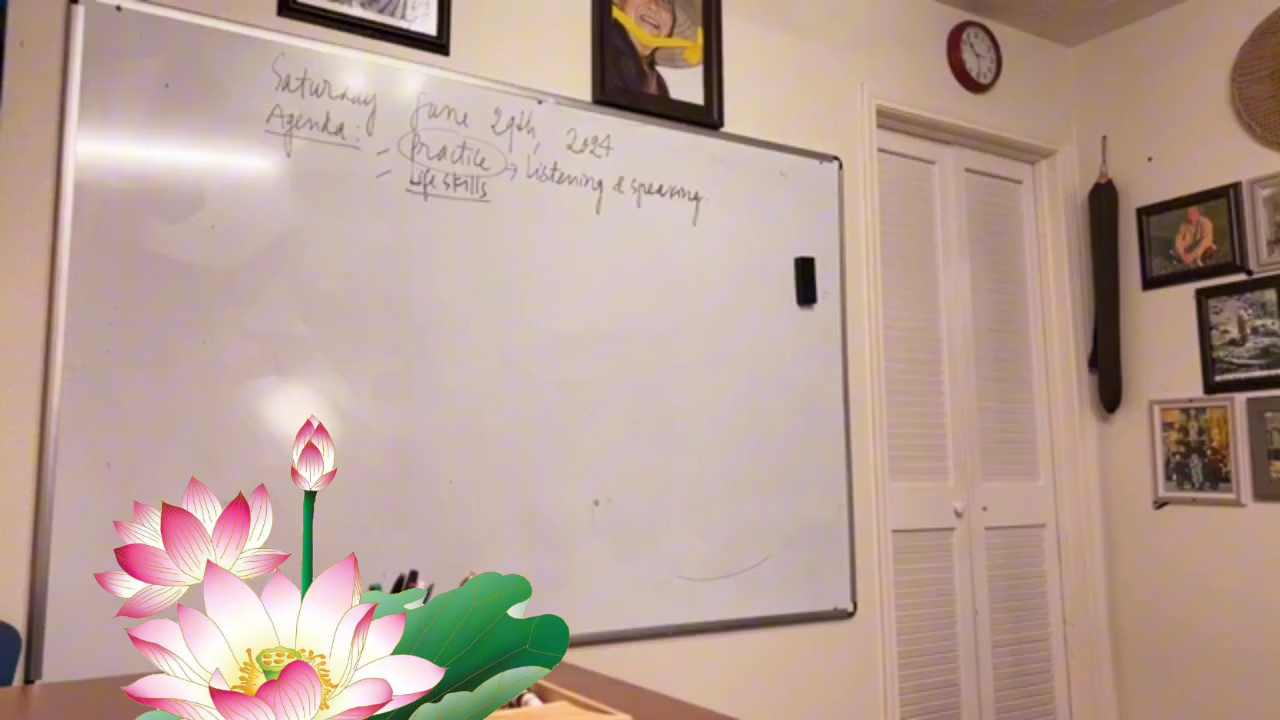 Saturday June 29th, 2024
Agenda:
- Practice → Listening & speaking.
- Life skills